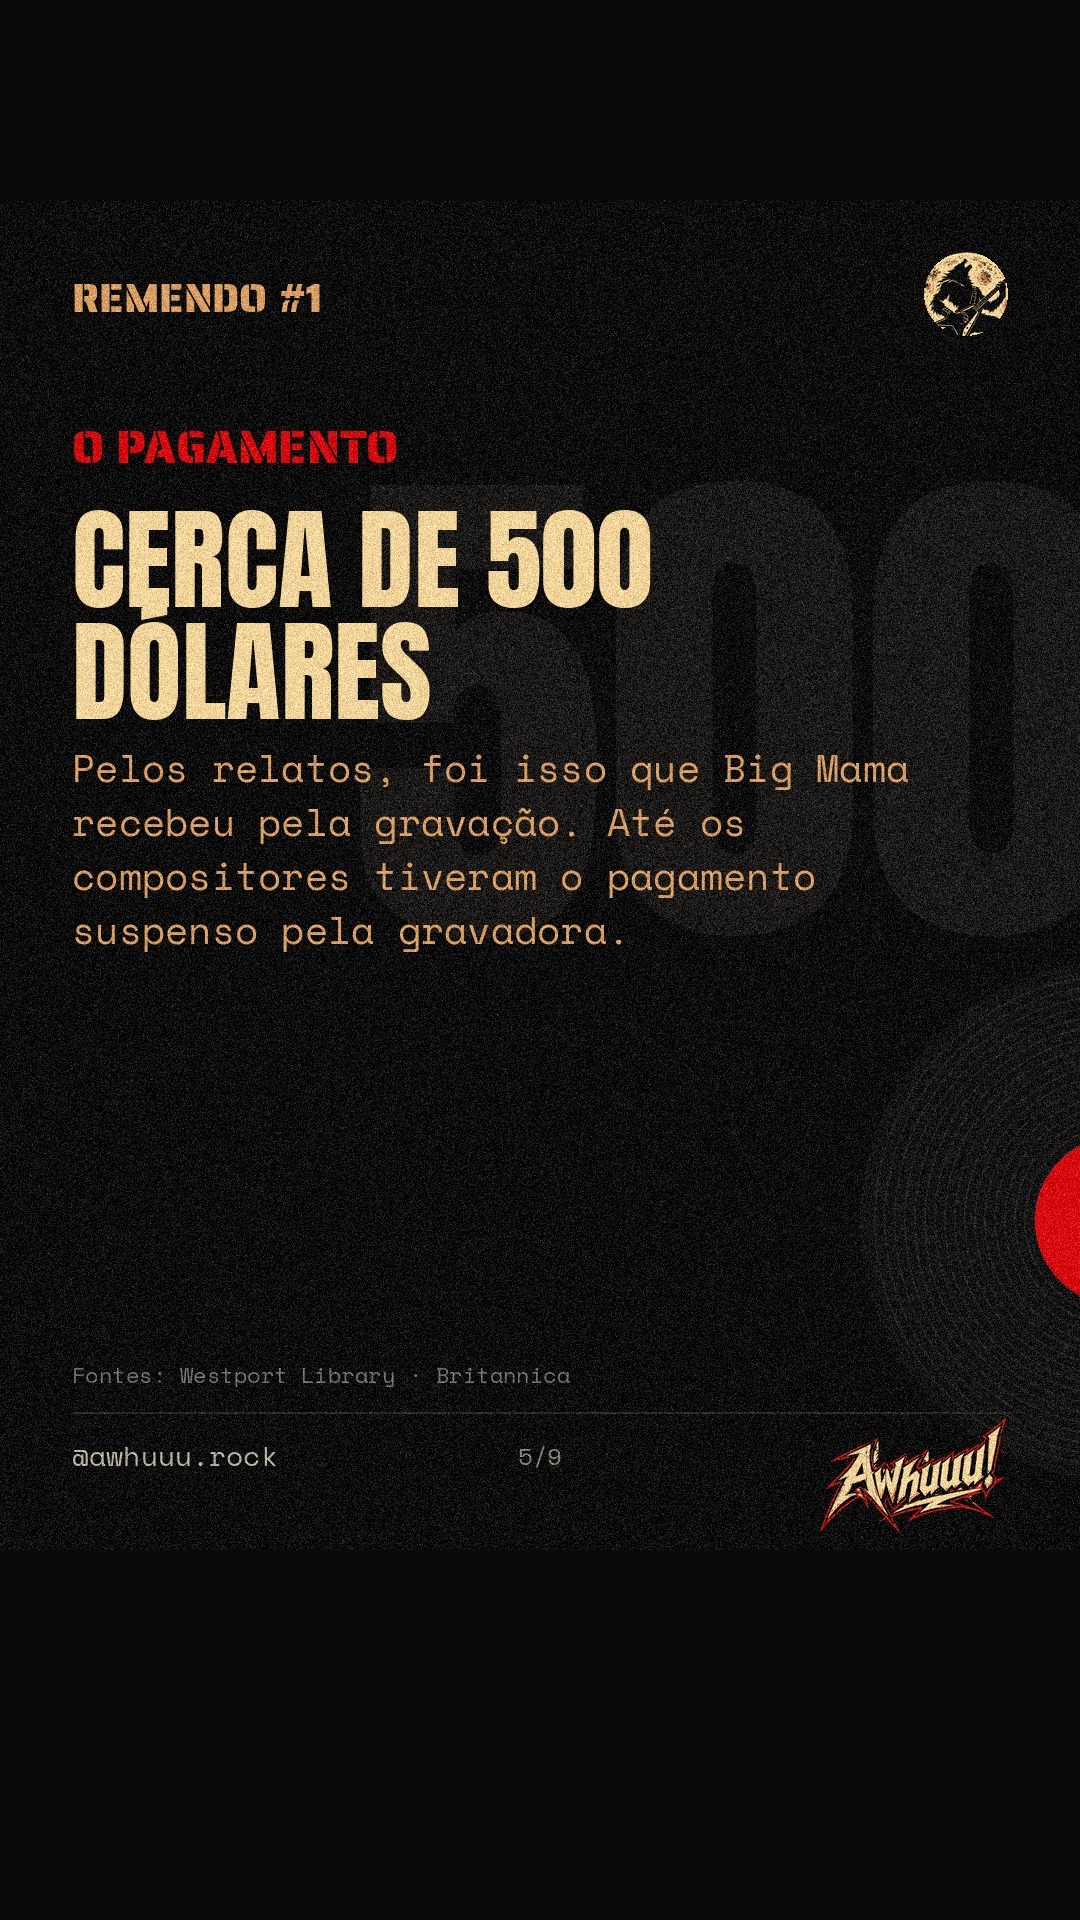 REMENDO #1
O PAGAMENTO
CERCA DE 500
DÓLARES
500
Pelos relatos, foi isso que Big Mama
recebeu pela gravação. Até os
compositores tiveram o pagamento
suspenso pela gravadora.
Fontes: Westport Library · Britannica
@awhuuu.rock
5/9
Awhuuu!